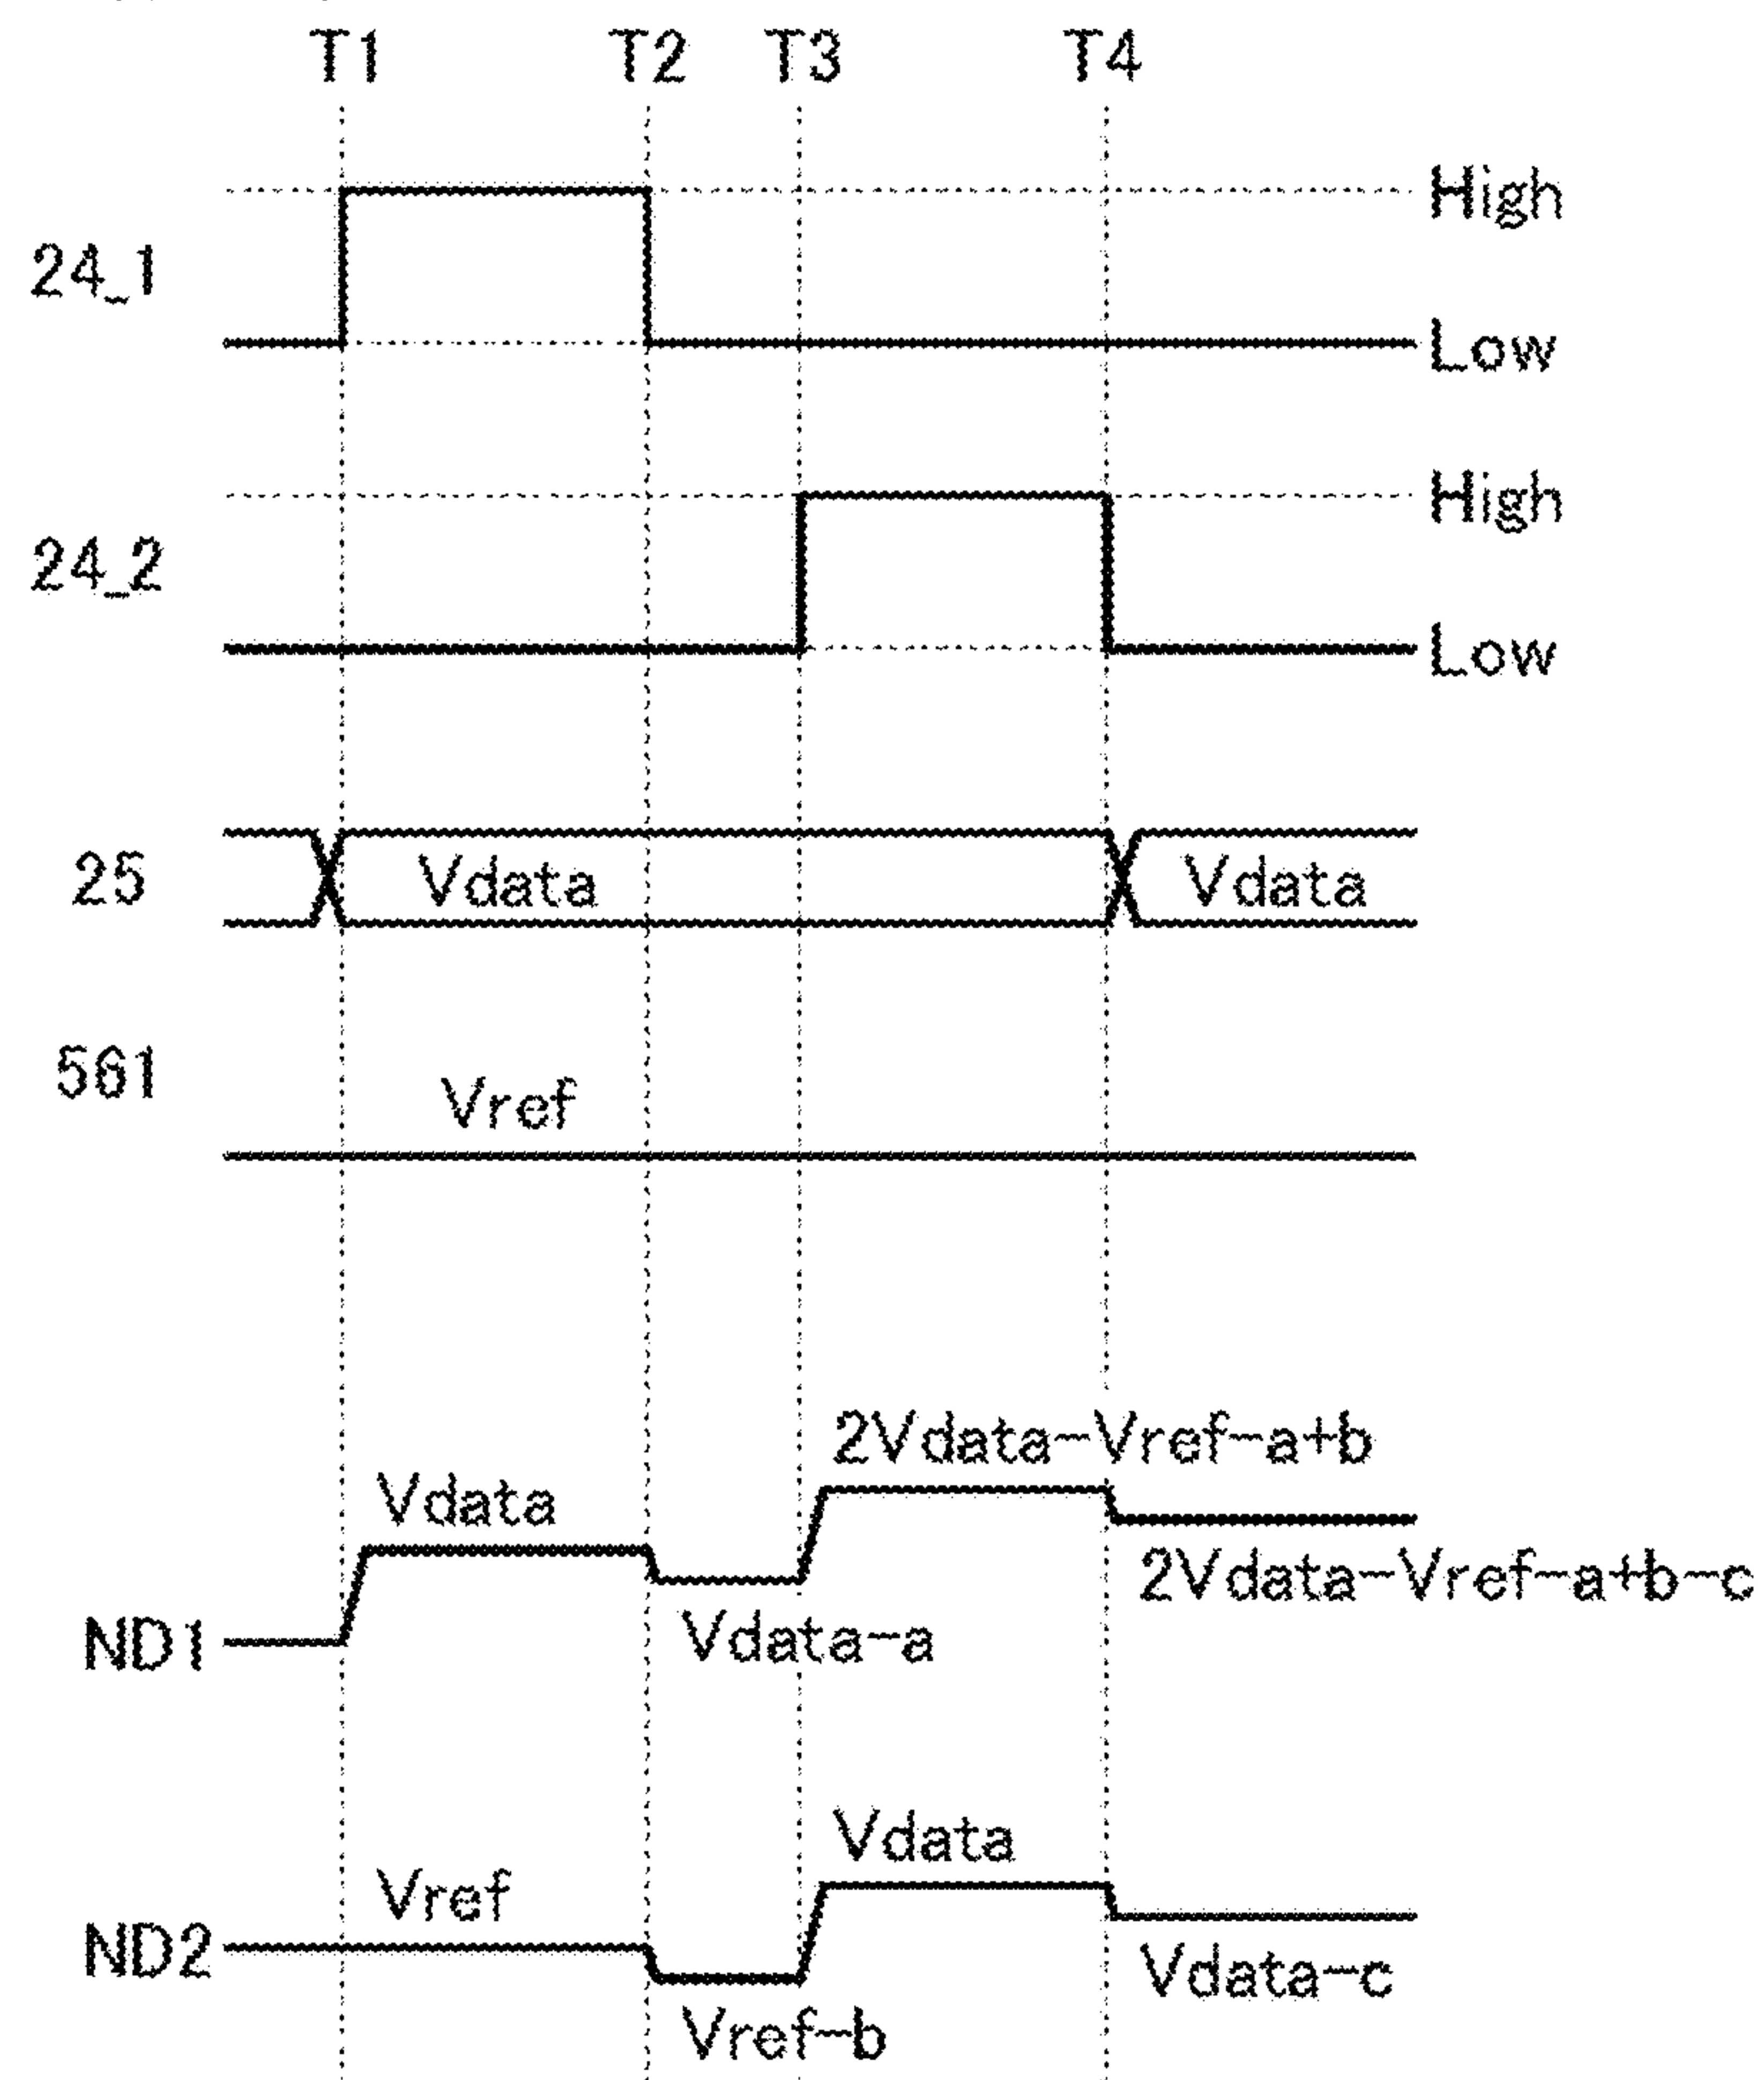 T1 T2 T3 T4
High
24_1
Low
High
24_2
Low
25 Vdata Vdata
561
Vref
2Vdata-Vref-a+b
Vdata
2Vdata-Vref-a+b-c
ND1 Vdata-a
Vdata
Vref
ND2
Vdata-c
Vref-b